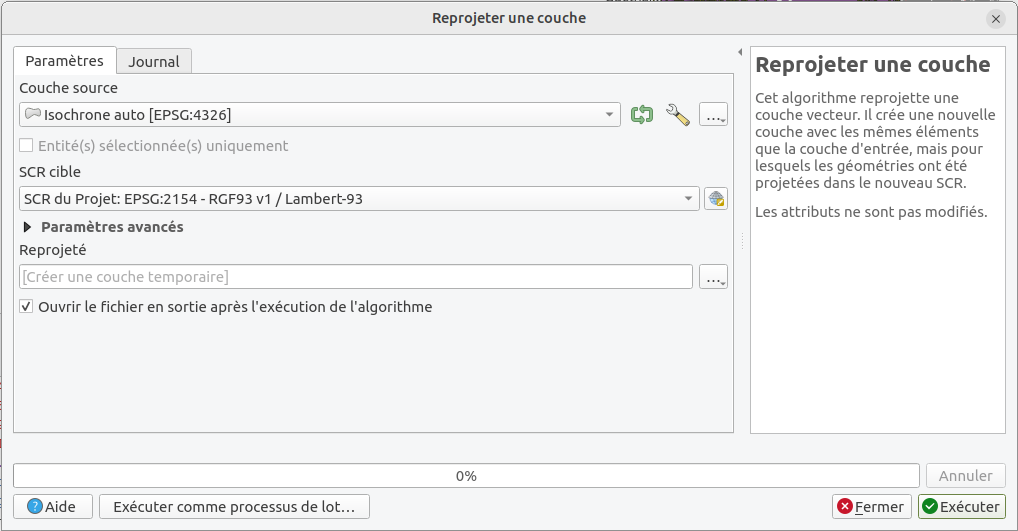 Reprojeter une couche
Paramètres
Journal
Couche source
Isochrone auto [EPSG:4326]
...
Entité(s) sélectionnée(s) uniquement
SCR cible
SCR du Projet: EPSG:2154 - RGF93 v1 / Lambert-93
Paramètres avancés
Reprojeté
[Créer une couche temporaire]
...
Ouvrir le fichier en sortie après l'exécution de l'algorithme
Reprojeter une couche
Cet algorithme reprojette une
couche vecteur. Il crée une nouvelle
couche avec les mêmes éléments
que la couche d'entrée, mais pour
lesquels les géométries ont été
projetées dans le nouveau SCR.
Les attributs ne sont pas modifiés.
0%
Annuler
Aide
Exécuter comme processus de lot...
Fermer
Exécuter